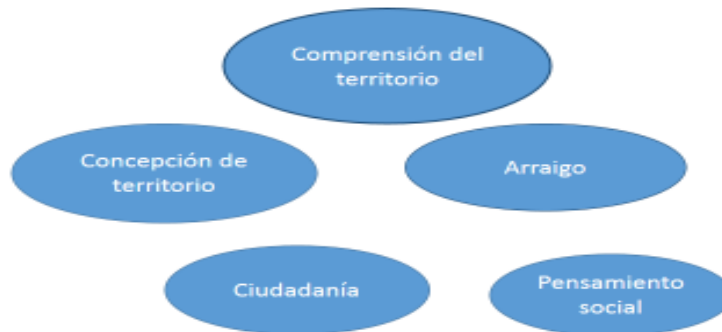 Comprensión del
territorio
Concepción de
territorio
Arraigo
Ciudadanía
Pensamiento
social